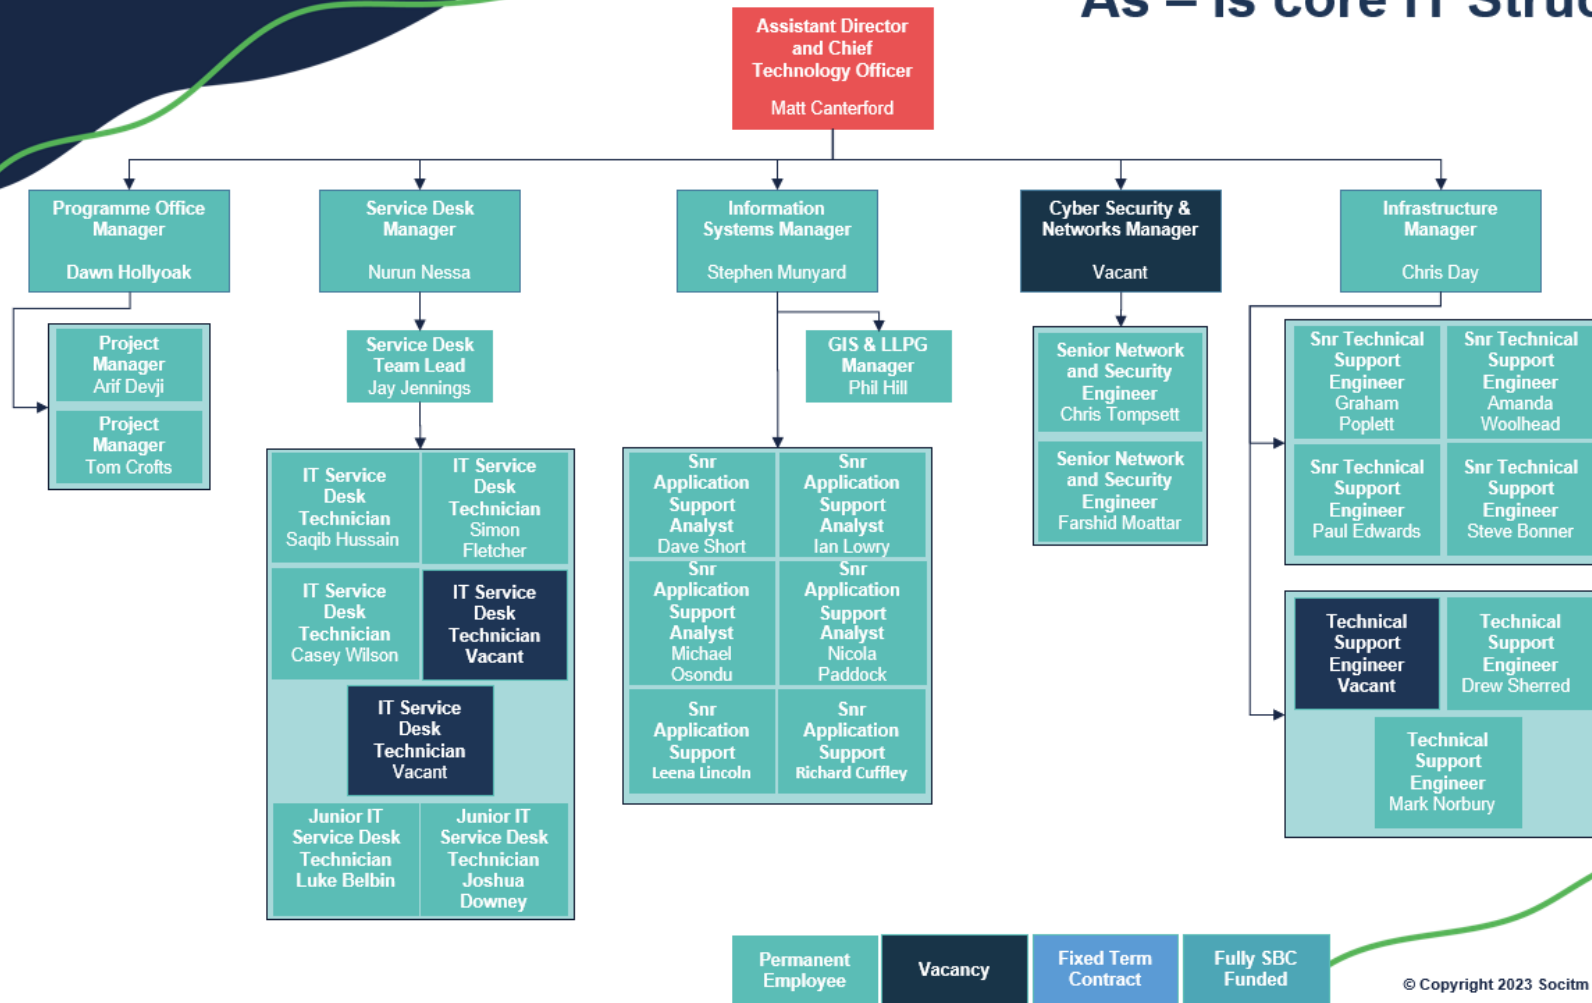 As – is core IT Struc
Assistant Director
and Chief
Technology Officer
Matt Canterford
Programme Office
Manager
Dawn Hollyoak
Service Desk
Manager
Nurun Nessa
Information
Systems Manager
Stephen Munyard
Cyber Security &
Networks Manager
Vacant
Infrastructure
Manager
Chris Day
Project
Manager
Arif Devji
Project
Manager
Tom Crofts
Service Desk
Team Lead
Jay Jennings
IT Service
Desk
Technician
Saqib Hussain
IT Service
Desk
Technician
Simon
Fletcher
IT Service
Desk
Technician
Casey Wilson
IT Service
Desk
Technician
Vacant
IT Service
Desk
Technician
Vacant
Junior IT
Service Desk
Technician
Luke Belbin
Junior IT
Service Desk
Technician
Joshua
Downey
GIS & LLPG
Manager
Phil Hill
Snr
Application
Support
Analyst
Dave Short
Snr
Application
Support
Analyst
Ian Lowry
Snr
Application
Support
Analyst
Michael
Osondu
Snr
Application
Support
Analyst
Nicola
Paddock
Snr
Application
Support
Leena Lincoln
Snr
Application
Support
Richard Cuffley
Senior Network
and Security
Engineer
Chris Tompsett
Senior Network
and Security
Engineer
Farshid Moattar
Snr Technical
Support
Engineer
Graham
Poplett
Snr Technical
Support
Engineer
Amanda
Woolhead
Snr Technical
Support
Engineer
Paul Edwards
Snr Technical
Support
Engineer
Steve Bonner
Technical
Support
Engineer
Vacant
Technical
Support
Engineer
Drew Sherred
Technical
Support
Engineer
Mark Norbury
Permanent
Employee
Vacancy
Fixed Term
Contract
Fully SBC
Funded
© Copyright 2023 Socitm